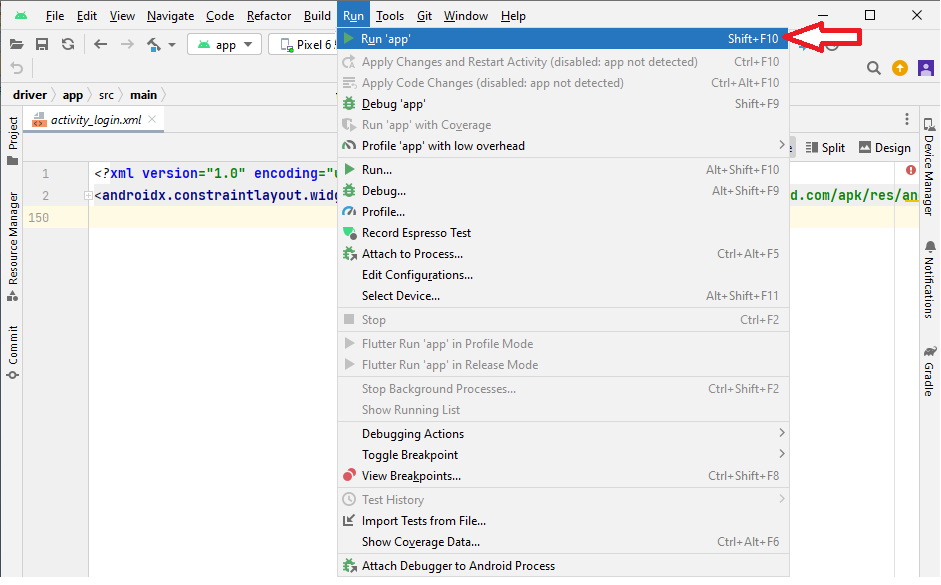 File Edit View Navigate Code Refactor Build Run Tools Git Window Help
app Pixel 6
driver app src main
activity_login.xml
Split Design
1 <?xml version="1.0" encoding="u
2 <androidx.constraintlayout.widg d.com/apk/res/an
150
Project
Resource Manager
Commit
Run 'app' Shift+F10
Apply Changes and Restart Activity (disabled: app not detected) Ctrl+F10
Apply Code Changes (disabled: app not detected) Ctrl+Alt+F10
Debug 'app' Shift+F9
Run 'app' with Coverage
Profile 'app' with low overhead
Run... Alt+Shift+F10
Debug... Alt+Shift+F9
Profile...
Record Espresso Test
Attach to Process... Ctrl+Alt+F5
Edit Configurations...
Select Device... Alt+Shift+F11
Stop Ctrl+F2
Flutter Run 'app' in Profile Mode
Flutter Run 'app' in Release Mode
Stop Background Processes... Ctrl+Shift+F2
Show Running List
Debugging Actions
Toggle Breakpoint
View Breakpoints... Ctrl+Shift+F8
Test History
Import Tests from File...
Show Coverage Data... Ctrl+Alt+F6
Attach Debugger to Android Process
Device Manager
Notifications
Gradle